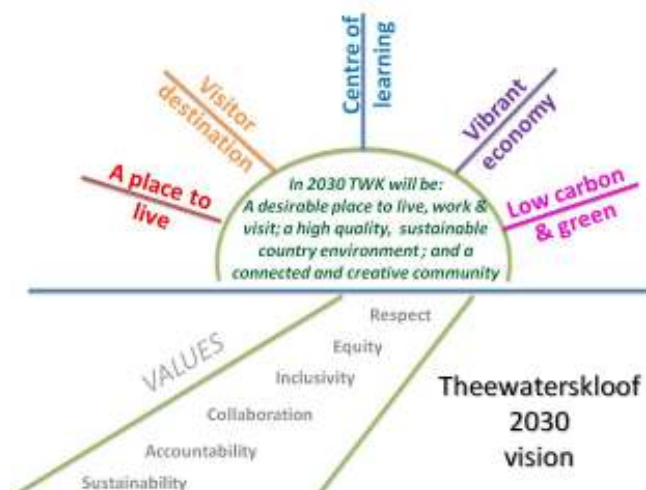 A place to
live
Visitor
destination
Centre of
learning
Vibrant
economy
Low carbon
& green
In 2030 TWK will be:
A desirable place to live, work &
visit; a high quality, sustainable
country environment; and a
connected and creative community
VALUES
Respect
Equity
Inclusivity
Collaboration
Accountability
Sustainability
Theewaterskloof
2030
vision